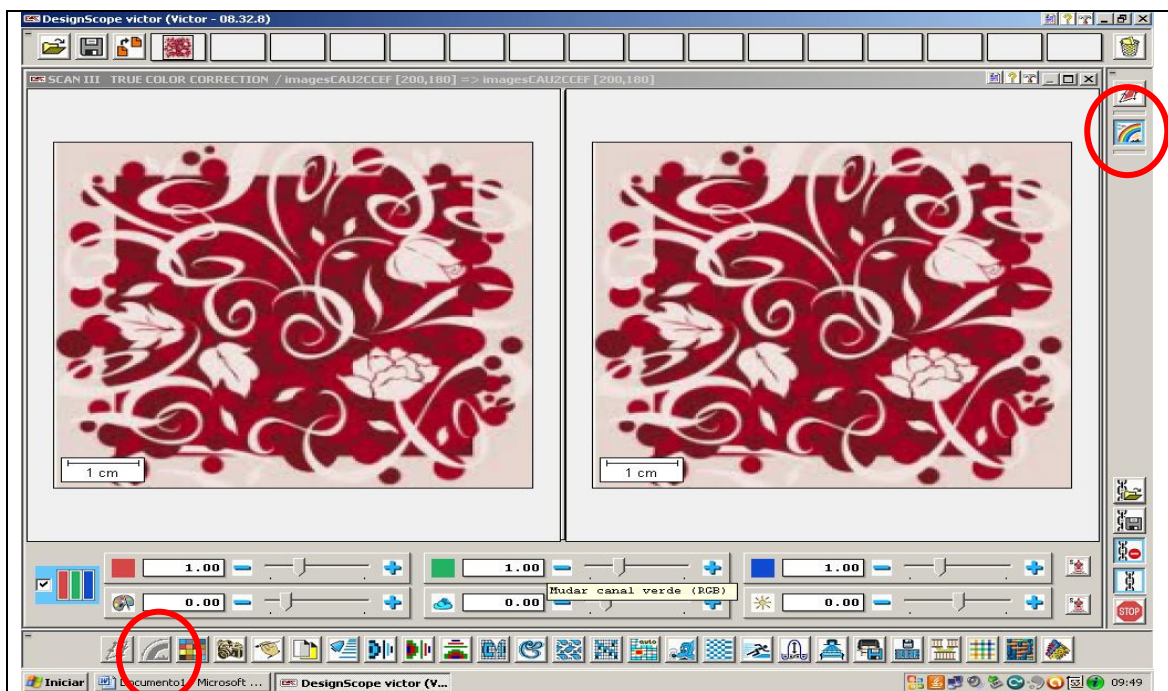 DesignScope victor (Victor - 08.32.8)
SCAN III TRUE COLOR CORRECTION / imagesCAU2CCEF [200,180] => imagesCAU2CCEF [200,180]
1 cm
1 cm
1.00
1.00
1.00
0.00
0.00
0.00
Mudar canal verde (RGB)
STOP
auto
Iniciar
Documento1 - Microsoft ...
DesignScope victor (V...
09:49